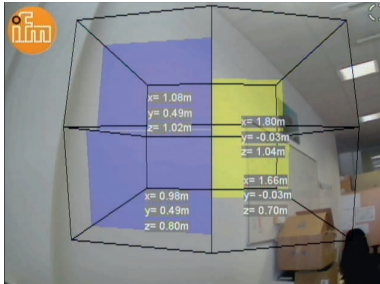 ifm
x= 1.08m
y= 0.49m
z= 1.02m
x= 1.80m
y= -0.03m
z= 1.04m
x= 0.98m
y= 0.49m
z= 0.80m
x= 1.66m
y= -0.03m
z= 0.70m